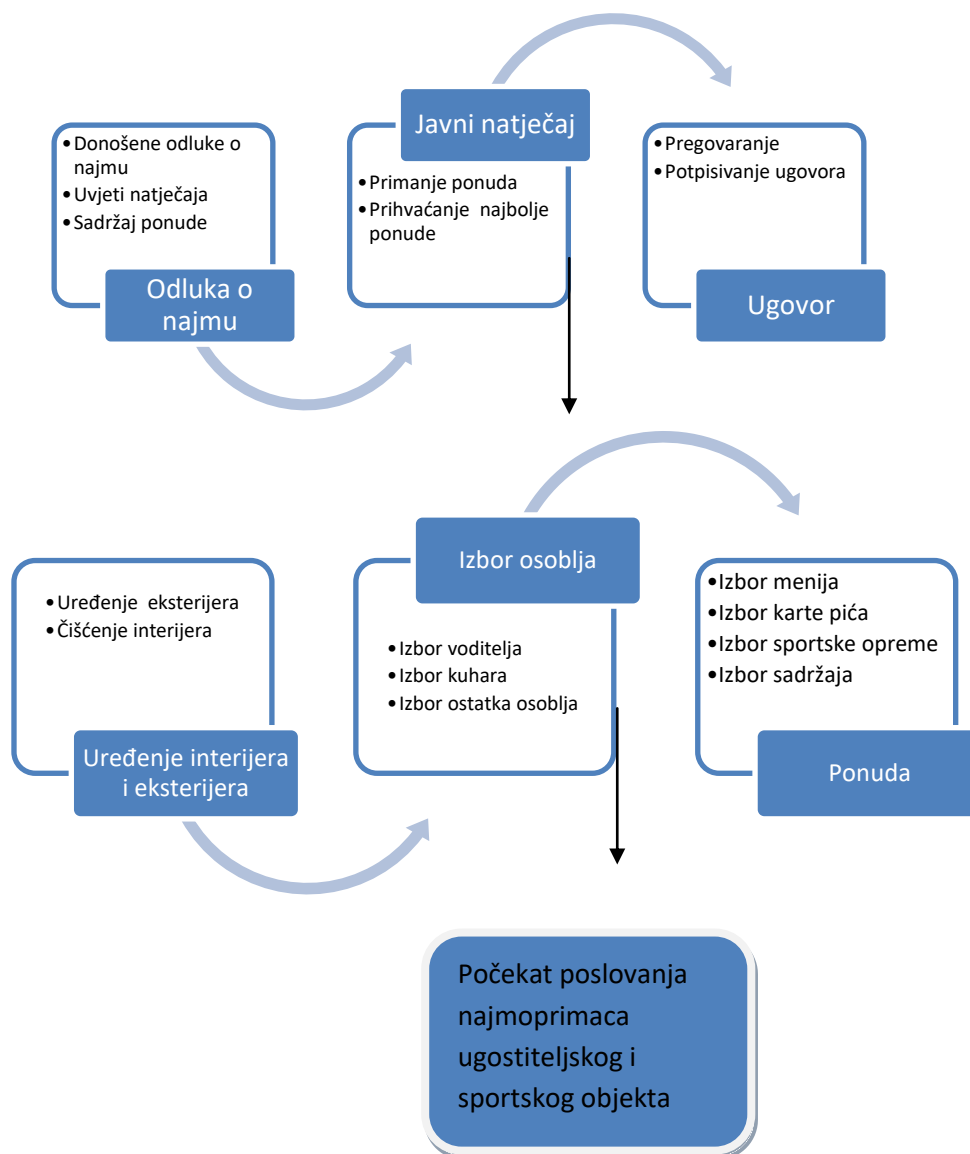 •Donošene odluke o
najmu
•Uvjeti natječaja
•Sadržaj ponude
Odluka o
najmu
Javni natječaj
•Primanje ponuda
•Prihvaćanje najbolje
ponude
•Pregovaranje
•Potpisivanje ugovora
Ugovor
•Uređenje eksterijera
•Čišćenje interijera
Uređenje interijera
i eksterijera
Izbor osoblja
•Izbor voditelja
•Izbor kuhara
•Izbor ostatka osoblja
•Izbor menija
•Izbor karte pića
•Izbor sportske opreme
•Izbor sadržaja
Ponuda
Počekat poslovanja
najmoprimaca
ugostiteljskog i
sportskog objekta